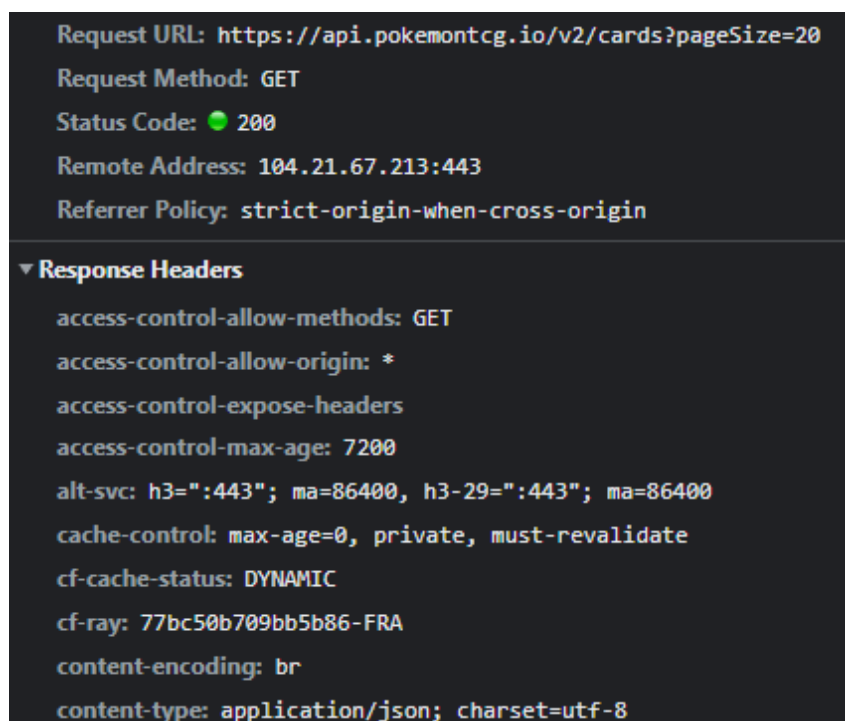 Request URL: https://api.pokemontcg.io/v2/cards?pageSize=20
Request Method: GET
Status Code: 200
Remote Address: 104.21.67.213:443
Referrer Policy: strict-origin-when-cross-origin
Response Headers
access-control-allow-methods: GET
access-control-allow-origin: *
access-control-expose-headers
access-control-max-age: 7200
alt-svc: h3=":443"; ma=86400, h3-29=":443"; ma=86400
cache-control: max-age=0, private, must-revalidate
cf-cache-status: DYNAMIC
cf-ray: 77bc50b709bb5b86-FRA
content-encoding: br
content-type: application/json; charset=utf-8